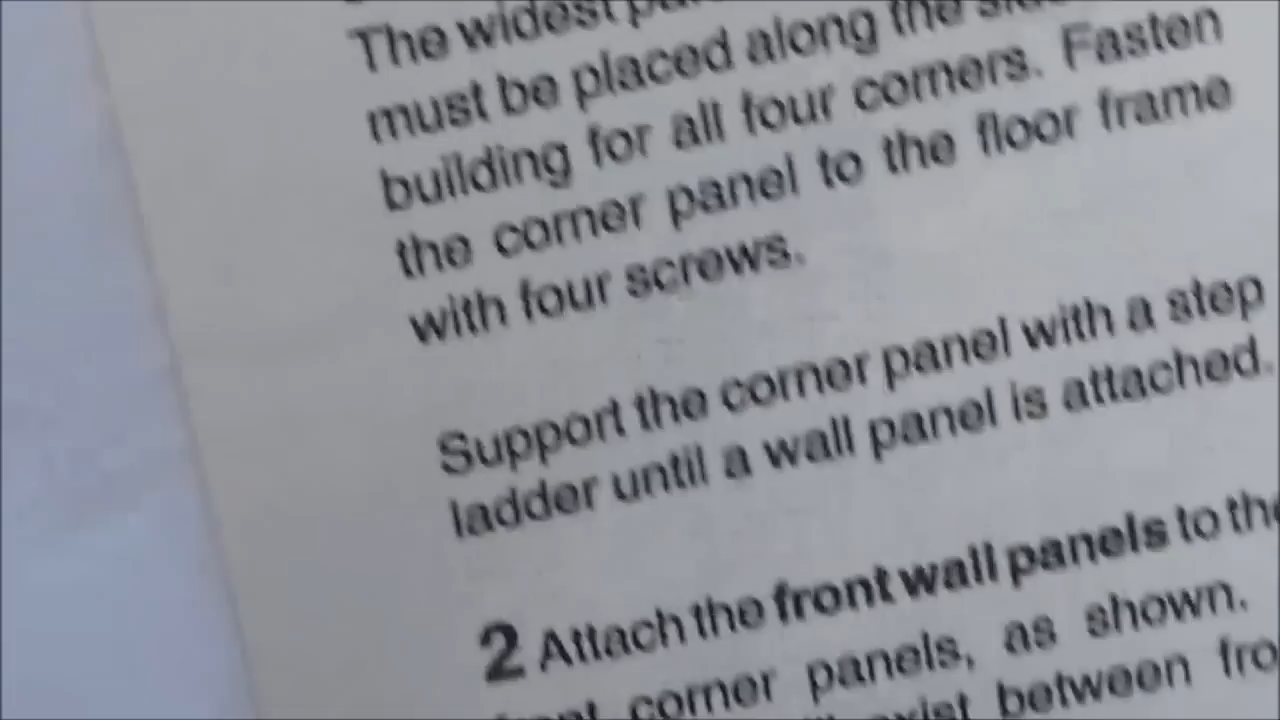 The widest
must be placed along the
building for all four corners. Fasten
the corner panel to the floor frame
with four screws.
Support the corner panel with a step
ladder until a wall panel is attached.
2 Attach the front wall panels to the
corner panels, as shown.
exist between